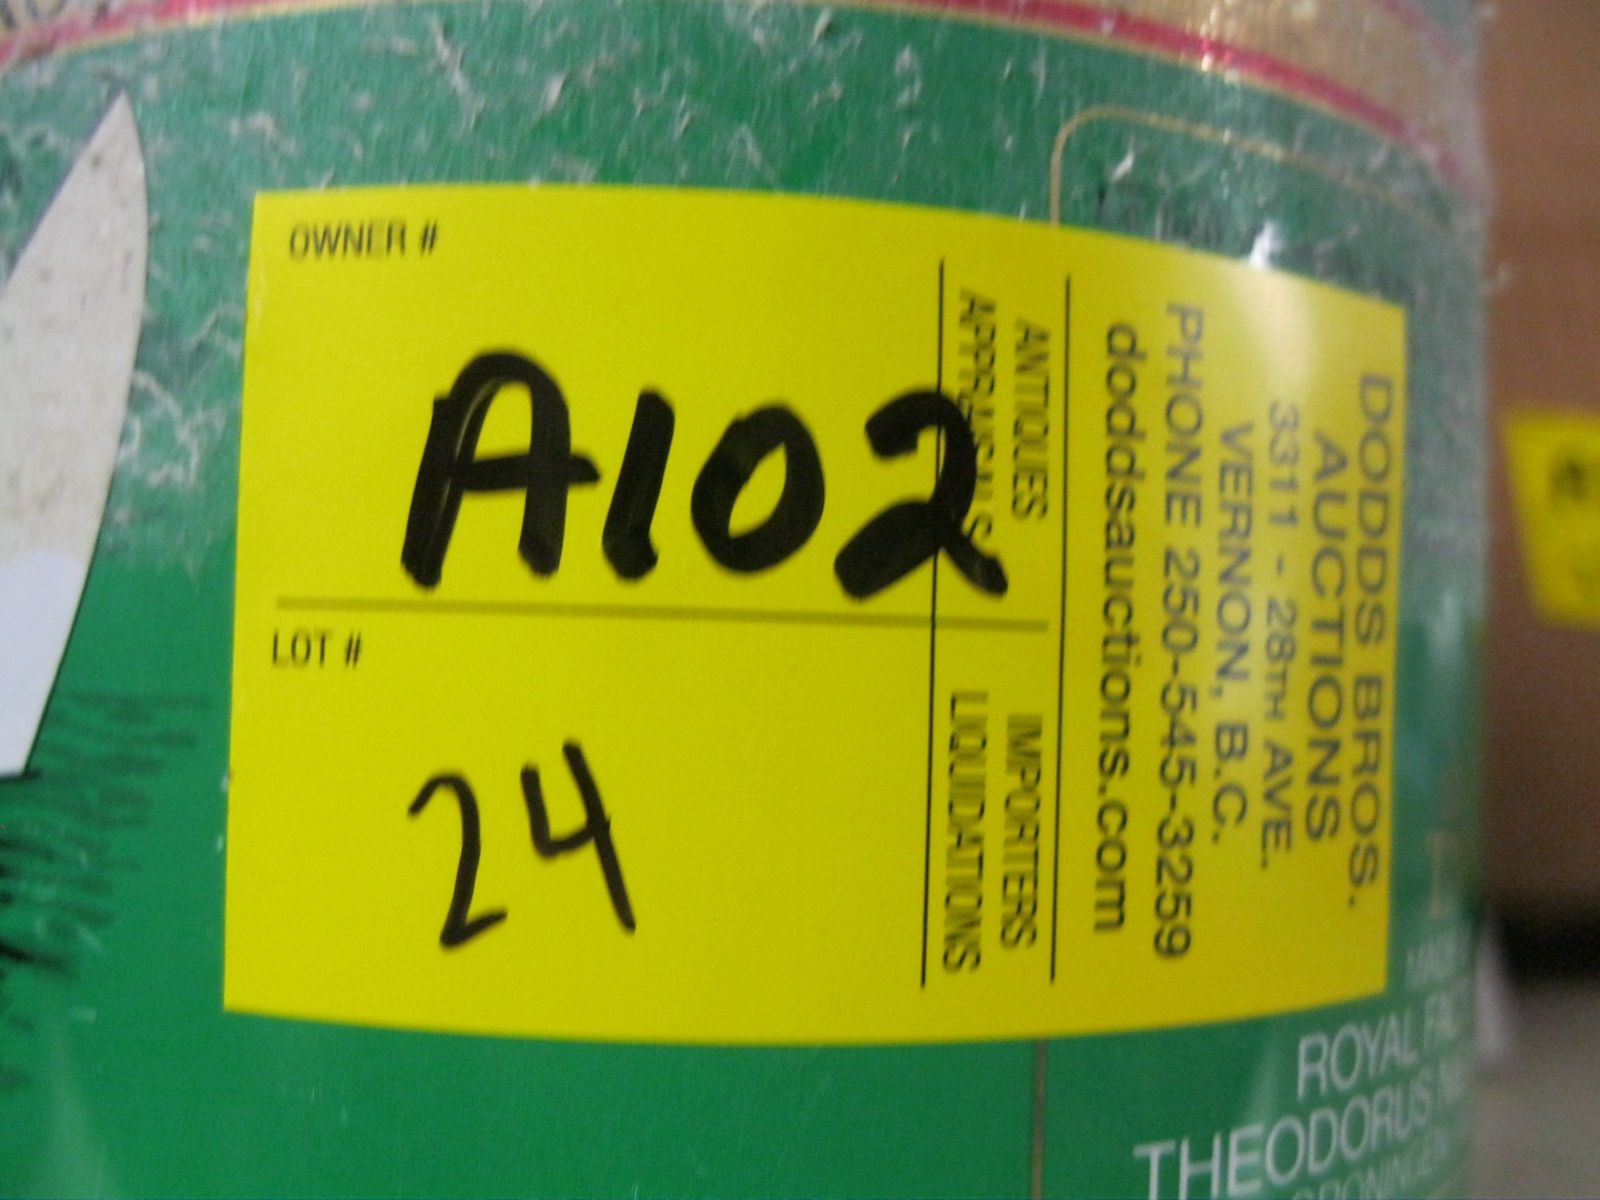 OWNER #
A102
LOT #
24
ANTIQUES IMPORTERS
APPRAISALS LIQUIDATIONS
DODDS BROS.
AUCTIONS
3311 - 28TH AVE.
VERNON, B.C.
PHONE 250-545-3259
doddsauctions.com
ROYAL
THEODORUS